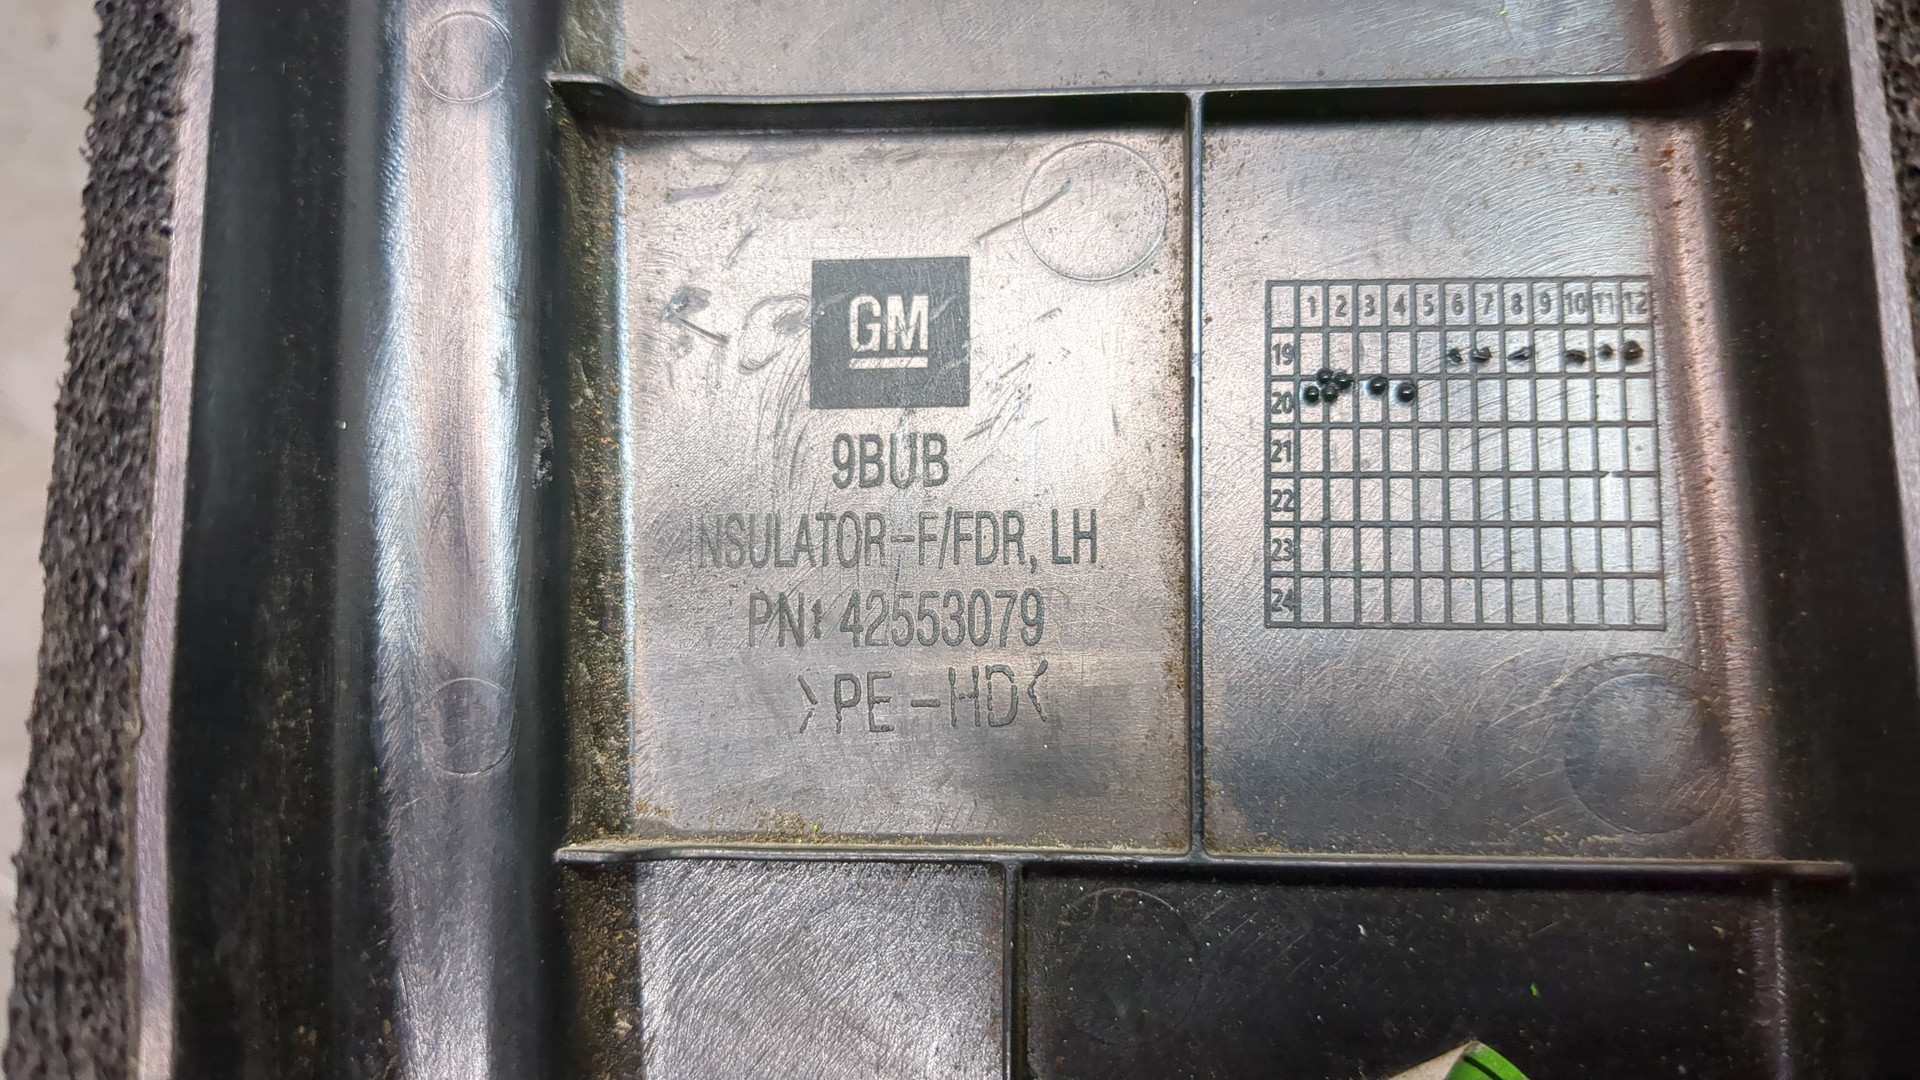 GM
9BUB
INSULATOR-F/FDR, LH
PN: 42553079
>PE-HD<
1 2 3 4 5 6 7 8 9 10 11 12
19
20
21
22
23
24